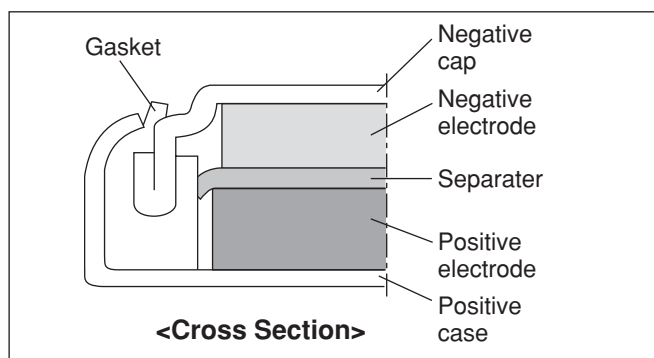 Gasket
Negative
cap
Negative
electrode
Separater
Positive
electrode
Positive
case
<Cross Section>